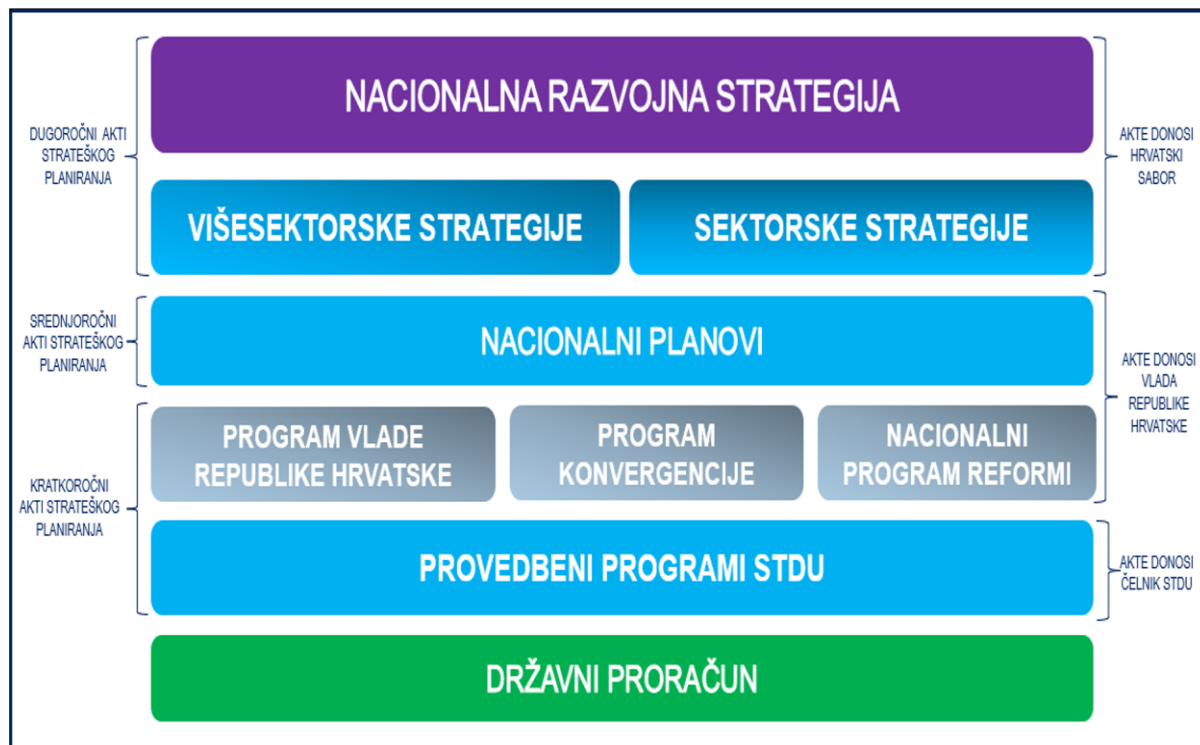 NACIONALNA RAZVOJNA STRATEGIJA
DUGOROČNI AKTI
STRATEŠKOG
PLANIRANJA
AKTE DONOSI
HRVATSKI
SABOR
VIŠESEKTORSKE STRATEGIJE
SEKTORSKE STRATEGIJE
SREDNJOROČNI
AKTI STRATEŠKOG
PLANIRANJA
NACIONALNI PLANOVI
AKTE DONOSI
VLADA
REPUBLIKE
HRVATSKE
PROGRAM VLADE
REPUBLIKE HRVATSKE
PROGRAM
KONVERGENCIJE
NACIONALNI
PROGRAM REFORMI
KRATKOROČNI
AKTI STRATEŠKOG
PLANIRANJA
PROVEDBENI PROGRAMI STDU
AKTE DONOSI
ČELNIK STDU
DRŽAVNI PRORAČUN